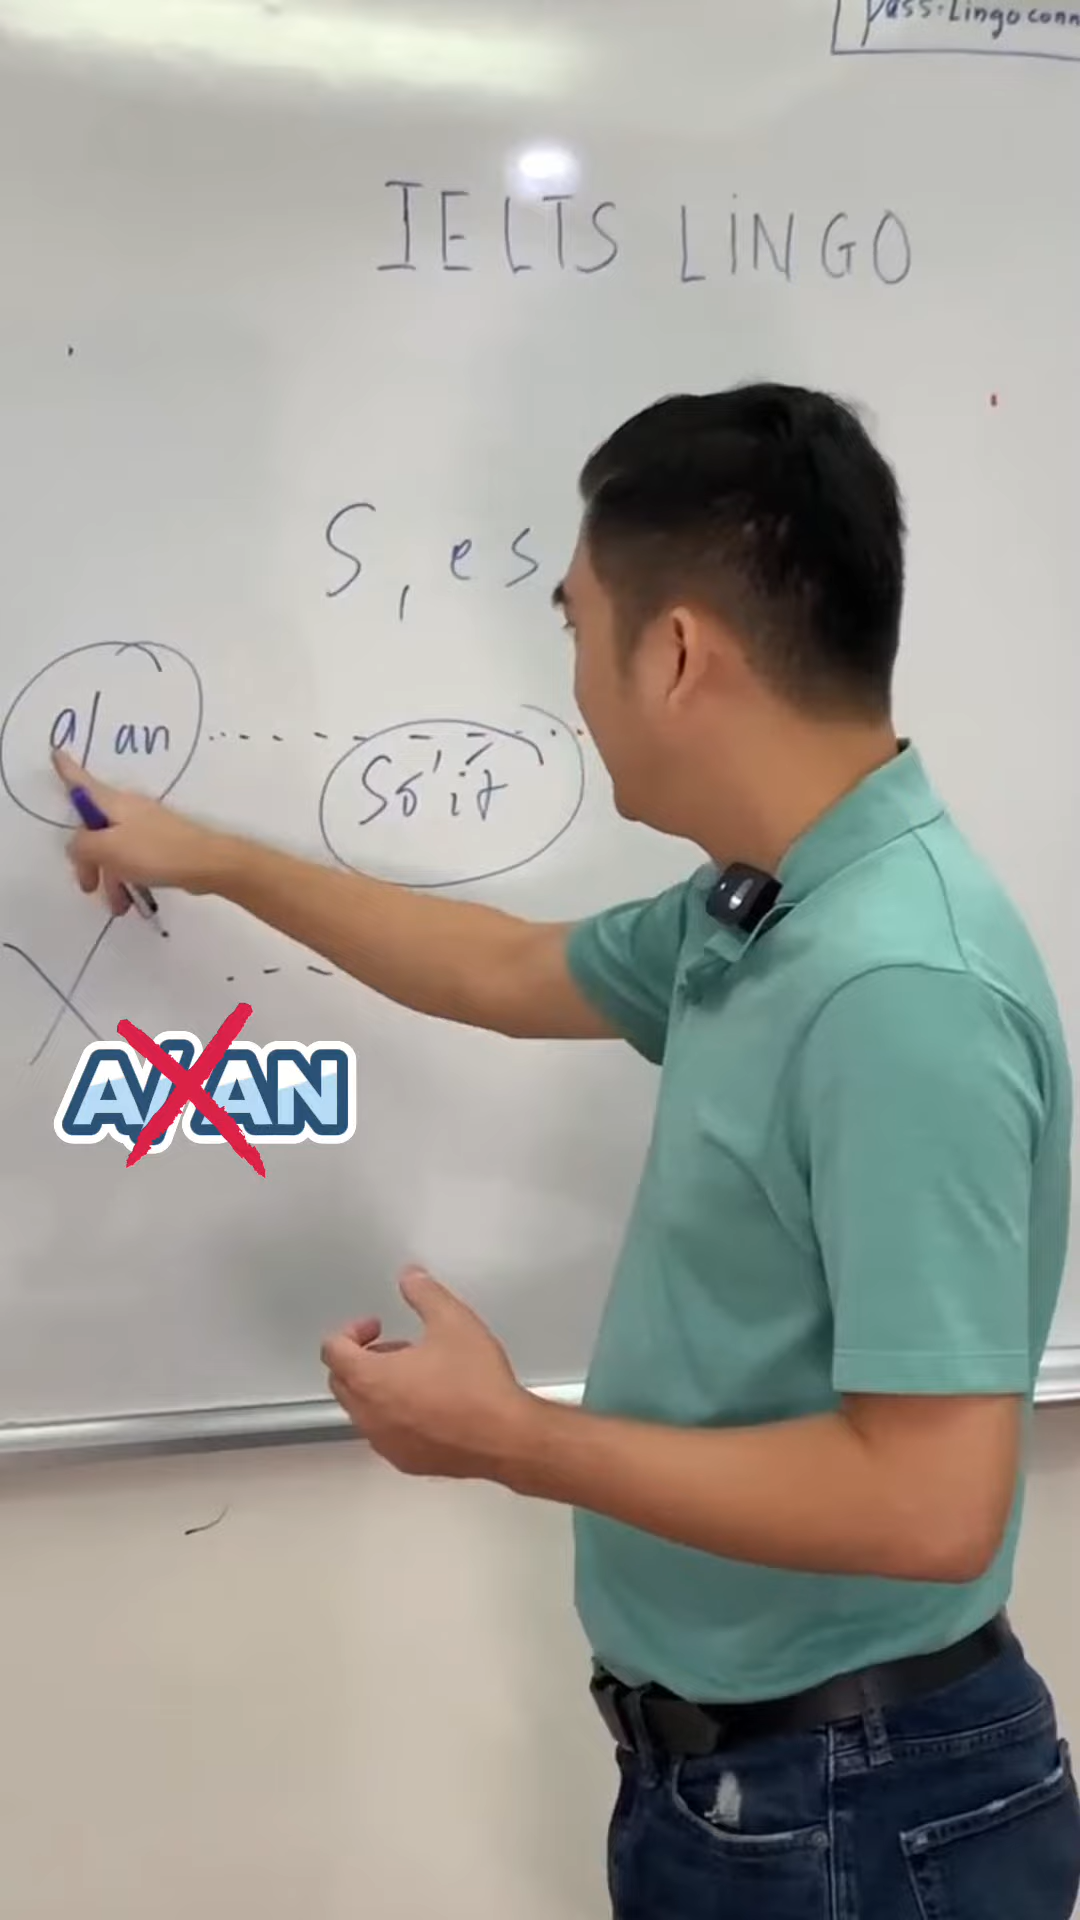 pass: Lingo conn
IELTS LiNGO
S, es
a/an
Số ít
A/AN